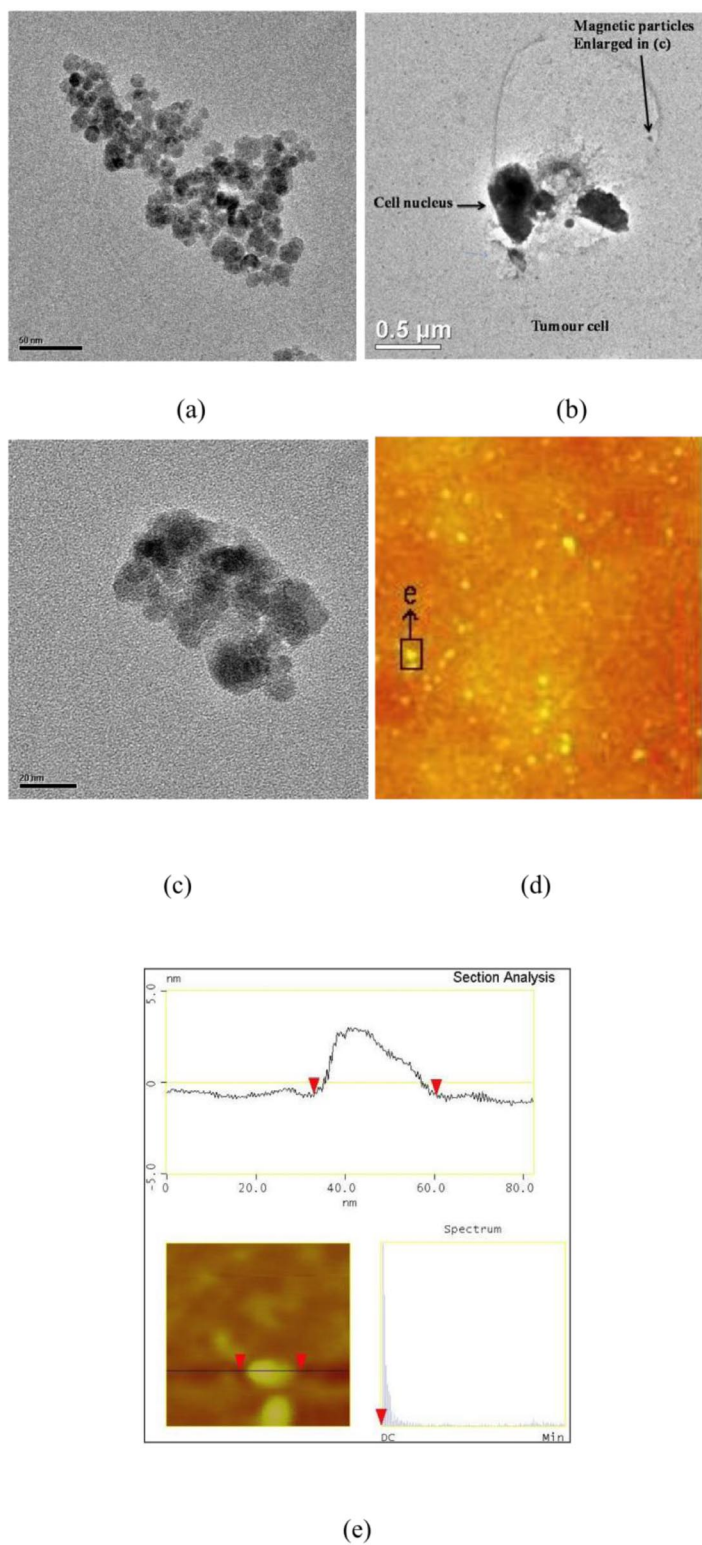 50 nm
Magnetic particles
Enlarged in (c)
Cell nucleus
0.5 µm
Tumour cell
(a)
(b)
20 nm
e
(c)
(d)
nm
Section Analysis
5.0
0
-5.0
0
20.0
40.0
60.0
80.0
nm
Spectrum
DC
Min
(e)